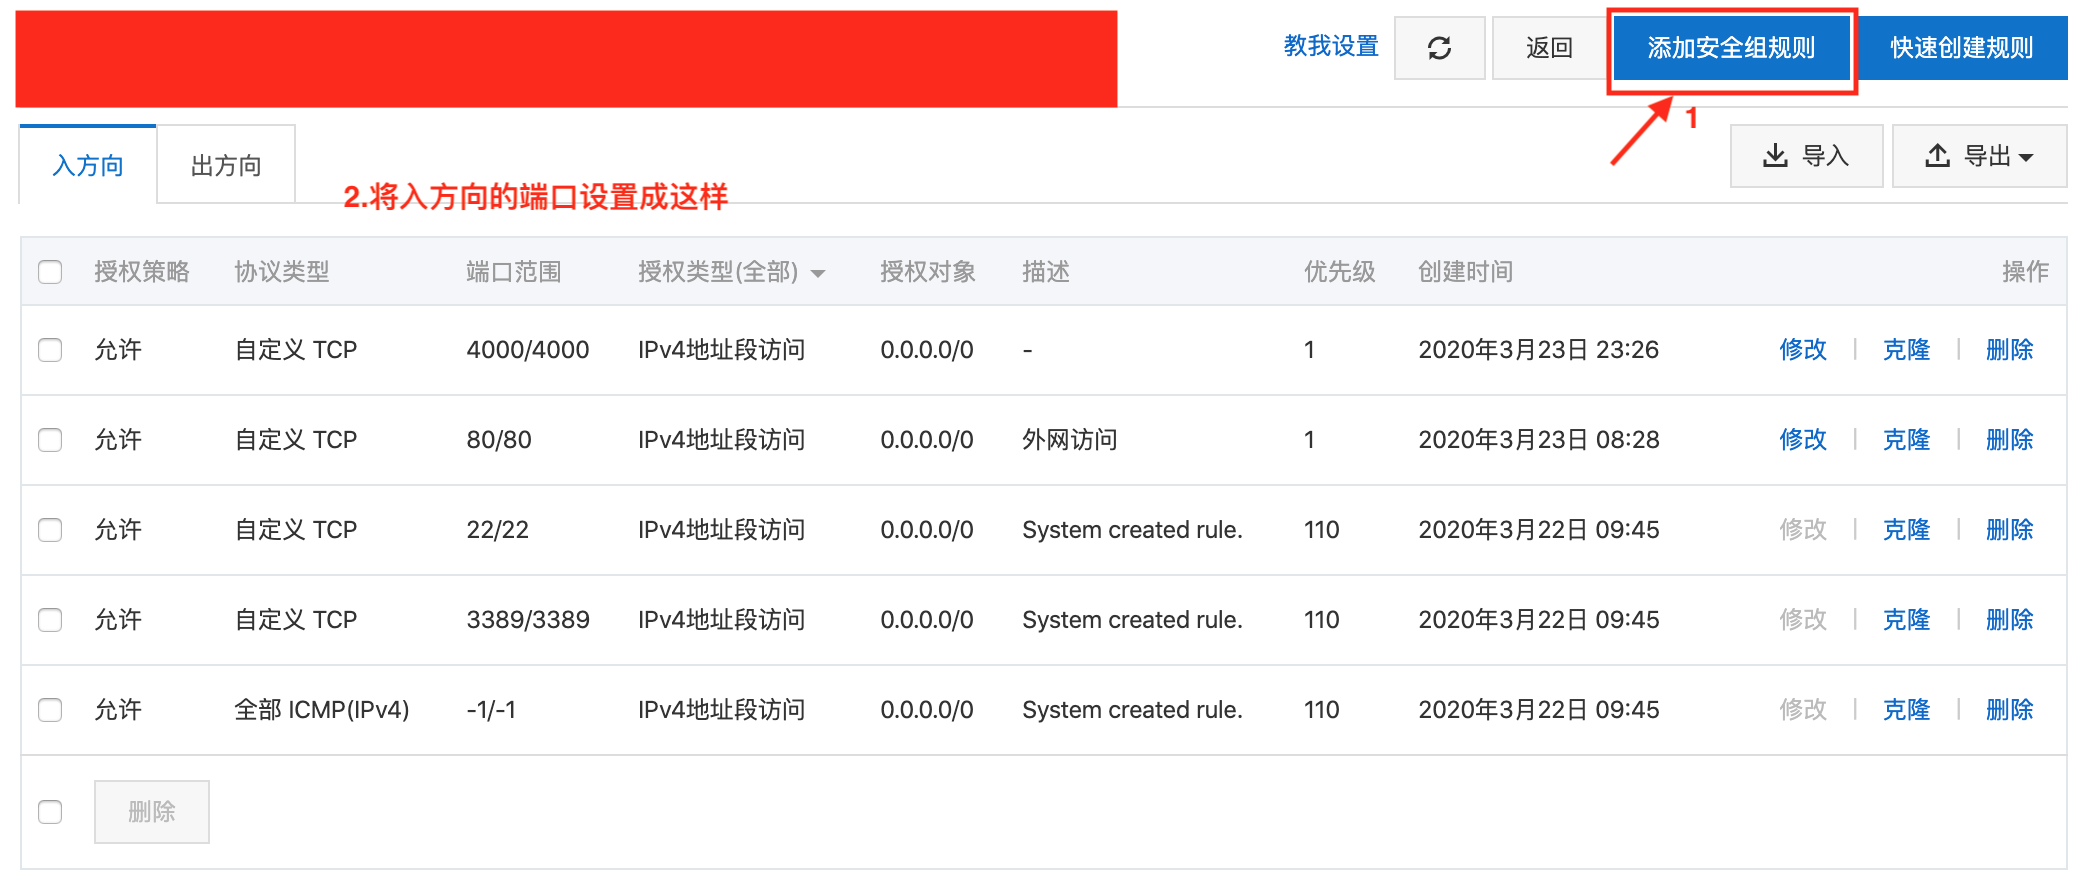 教我设置 返回 添加安全组规则 快速创建规则
1
入方向 出方向 导入 导出
2.将入方向的端口设置成这样
授权策略 协议类型 端口范围 授权类型(全部) 授权对象 描述 优先级 创建时间 操作
允许 自定义 TCP 4000/4000 IPv4地址段访问 0.0.0.0/0 - 1 2020年3月23日 23:26 修改 | 克隆 | 删除
允许 自定义 TCP 80/80 IPv4地址段访问 0.0.0.0/0 外网访问 1 2020年3月23日 08:28 修改 | 克隆 | 删除
允许 自定义 TCP 22/22 IPv4地址段访问 0.0.0.0/0 System created rule. 110 2020年3月22日 09:45 修改 | 克隆 | 删除
允许 自定义 TCP 3389/3389 IPv4地址段访问 0.0.0.0/0 System created rule. 110 2020年3月22日 09:45 修改 | 克隆 | 删除
允许 全部 ICMP(IPv4) -1/-1 IPv4地址段访问 0.0.0.0/0 System created rule. 110 2020年3月22日 09:45 修改 | 克隆 | 删除
删除